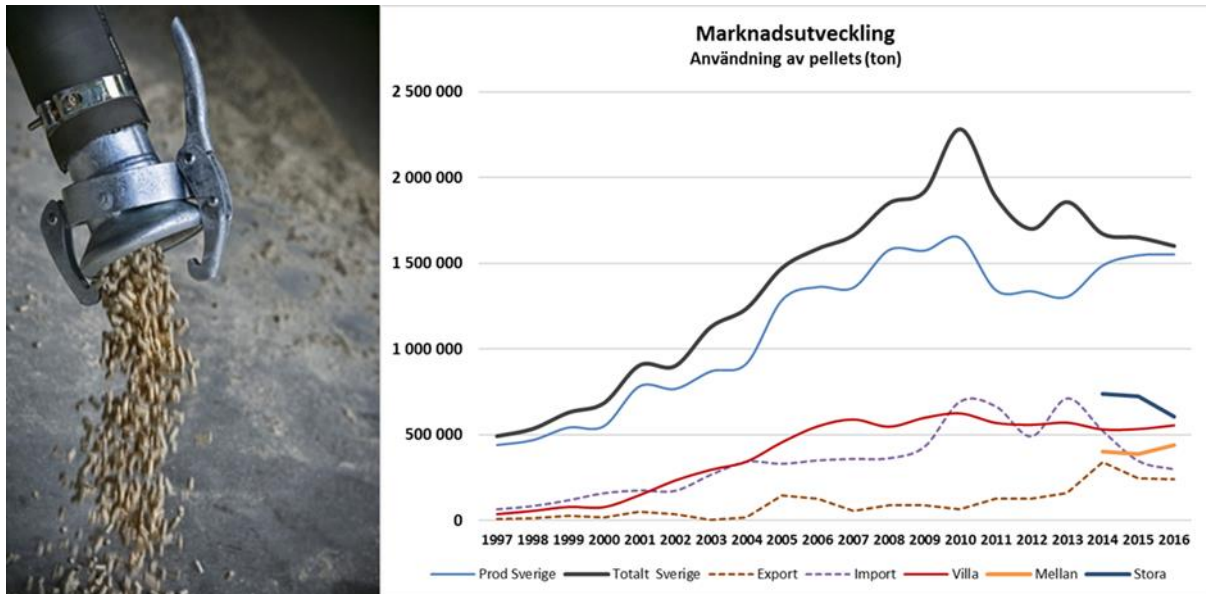 Marknadsutveckling
Användning av pellets (ton)
2 500 000
2 000 000
1 500 000
1 000 000
500 000
0
1997 1998 1999 2000 2001 2002 2003 2004 2005 2006 2007 2008 2009 2010 2011 2012 2013 2014 2015 2016
Prod Sverige Totalt Sverige Export Import Villa Mellan Stora